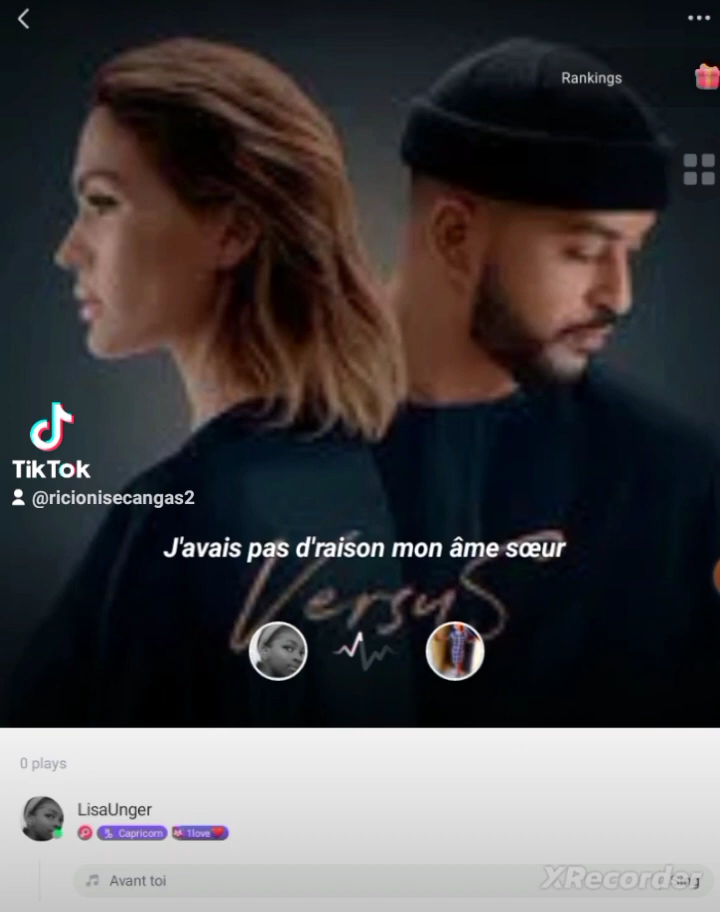 Rankings
TikTok
@ricionisecangas2
J'avais pas d'raison mon âme sœur
VersuS
0 plays
LisaUnger
Capricorn
1love
Avant toi
XRecorder